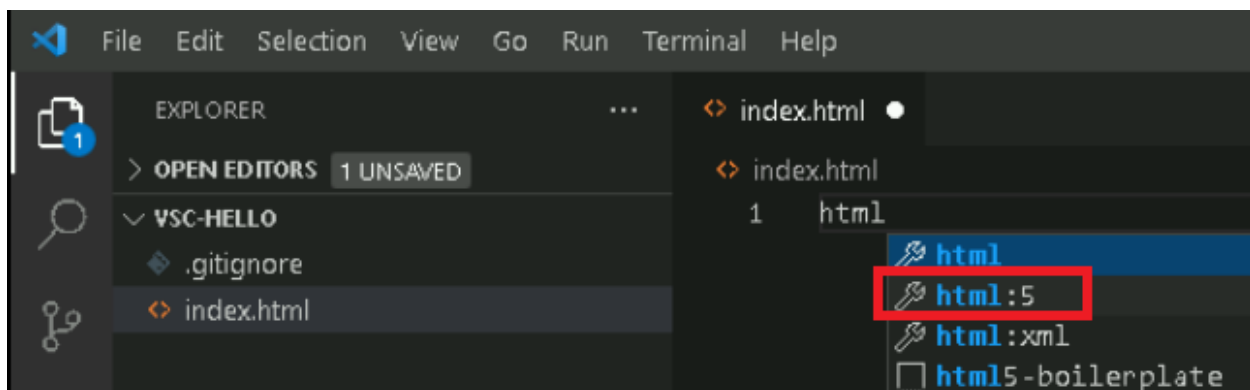 File Edit Selection View Go Run Terminal Help
EXPLORER ...
1
OPEN EDITORS 1 UNSAVED
VSC-HELLO
.gitignore
index.html
index.html
index.html
1 html
html
html:5
html:xml
html5-boilerplate